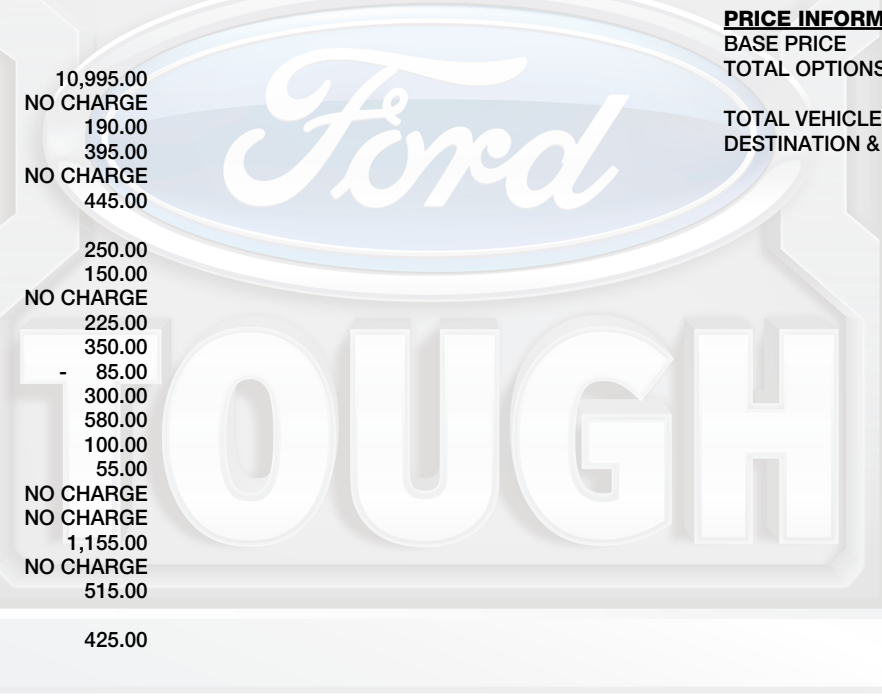 PRICE INFORM
BASE PRICE
TOTAL OPTIONS
TOTAL VEHICLE
DESTINATION &
10,995.00
NO CHARGE
190.00
395.00
NO CHARGE
445.00
250.00
150.00
NO CHARGE
225.00
350.00
- 85.00
300.00
580.00
100.00
55.00
NO CHARGE
NO CHARGE
1,155.00
NO CHARGE
515.00
425.00
Ford
TOUGH